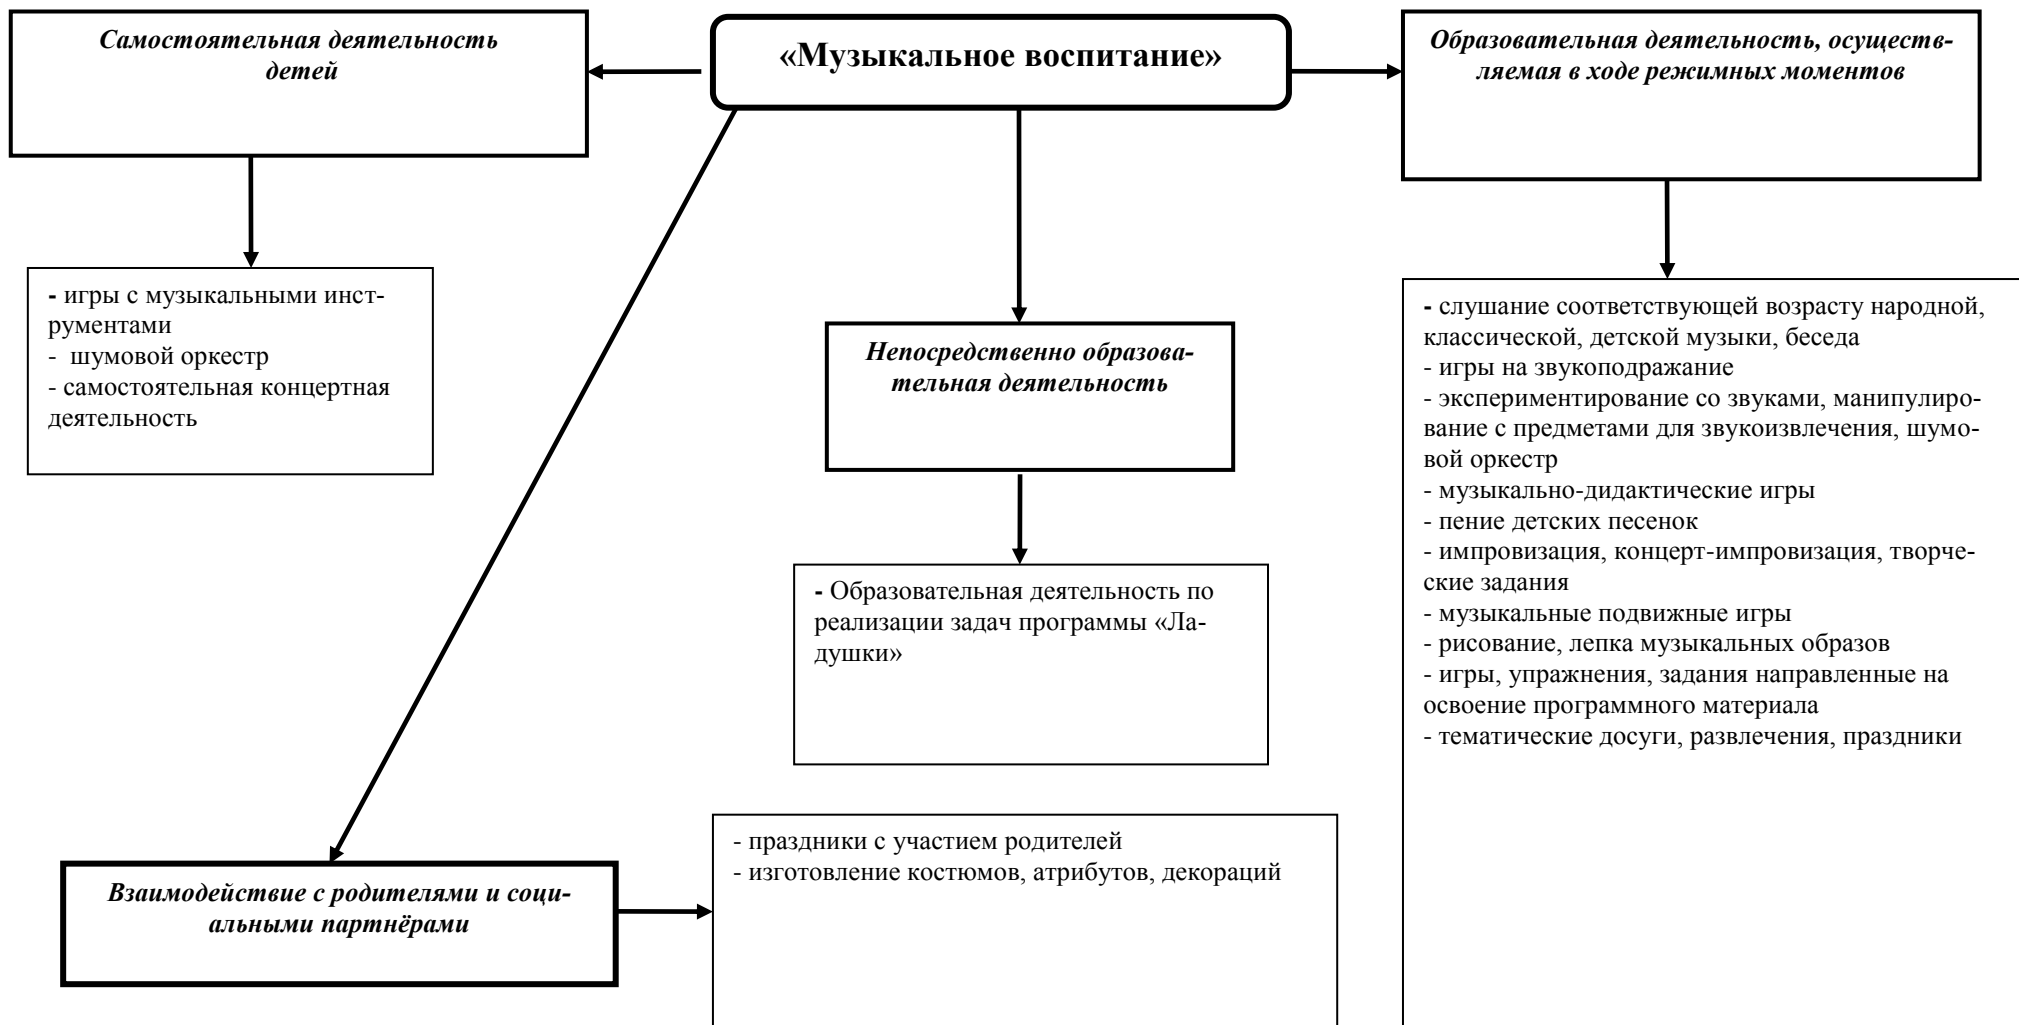 Самостоятельная деятельность
детей
«Музыкальное воспитание»
Образовательная деятельность, осуществ-
ляемая в ходе режимных моментов
- игры с музыкальными инст-
рументами
- шумовой оркестр
- самостоятельная концертная
деятельность
Непосредственно образова-
тельная деятельность
- Образовательная деятельность по
реализации задач программы «Ла-
душки»
- слушание соответствующей возрасту народной,
классической, детской музыки, беседа
- игры на звукоподражание
- экспериментирование со звуками, манипулиро-
вание с предметами для звукоизвлечения, шумо-
вой оркестр
- музыкально-дидактические игры
- пение детских песенок
- импровизация, концерт-импровизация, творче-
ские задания
- музыкальные подвижные игры
- рисование, лепка музыкальных образов
- игры, упражнения, задания направленные на
освоение программного материала
- тематические досуги, развлечения, праздники
Взаимодействие с родителями и соци-
альными партнёрами
- праздники с участием родителей
- изготовление костюмов, атрибутов, декораций